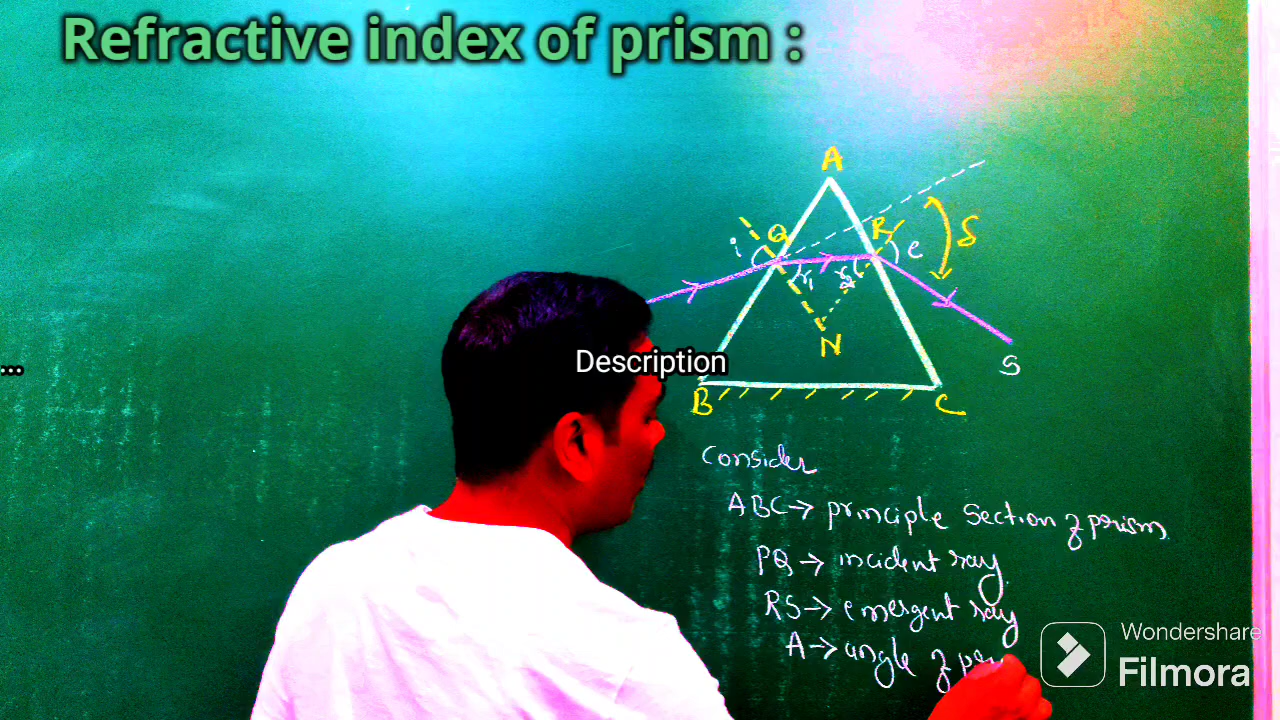 Refractive index of prism :
A
Q
R
i
e
δ
r₁
r₂
N
S
B
C
...
Description
Consider
ABC→ principle section of prism
PQ → incident ray
RS→ emergent ray
A→ angle of
Wondershare
Filmora